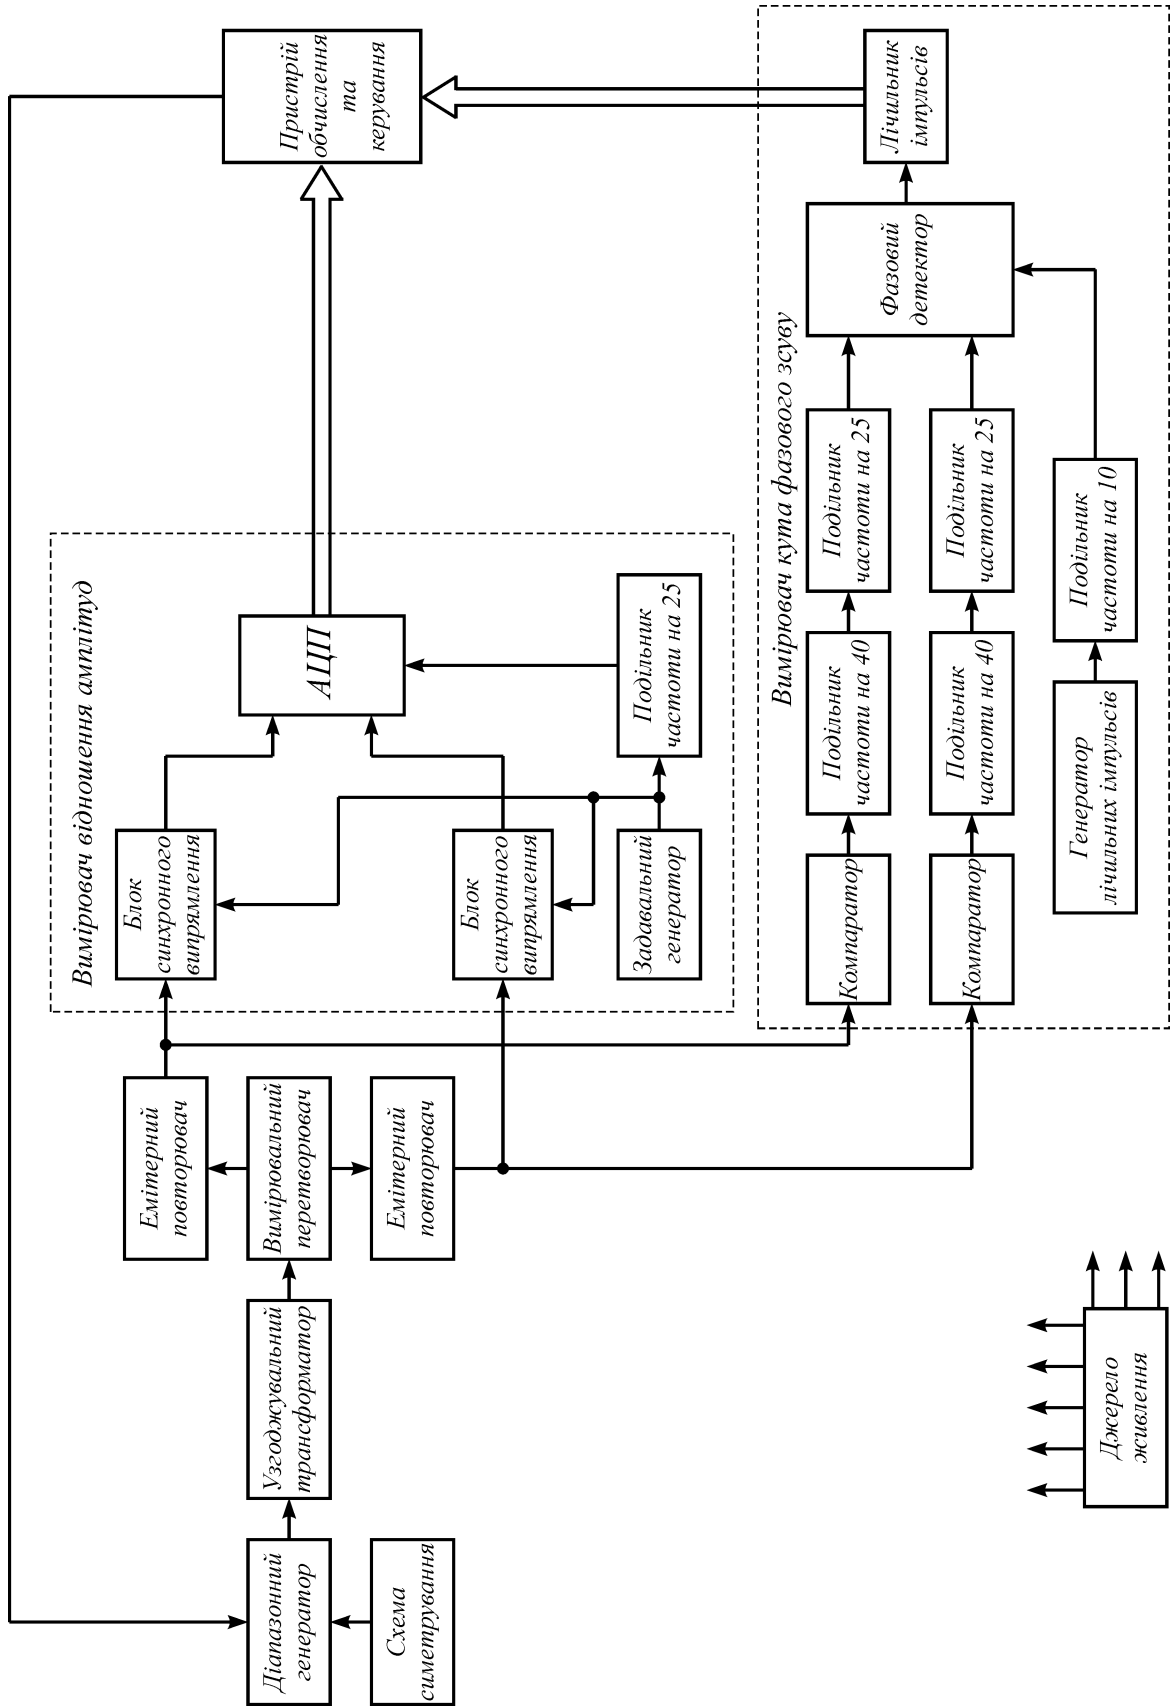 Діапазонний
генератор
Схема
симетрування
Узгоджувальний
трансформатор
Емітерний
повторювач
Вимірювальний
перетворювач
Емітерний
повторювач
Вимірювач відношення амплітуд
Блок
синхронного
випрямлення
Блок
синхронного
випрямлення
Задавальний
генератор
АЦП
Подільник
частоти на 25
Пристрій
обчислення
та
керування
Вимірювач кута фазового зсуву
Компаратор
Подільник
частоти на 40
Подільник
частоти на 25
Компаратор
Подільник
частоти на 40
Подільник
частоти на 25
Фазовий
детектор
Лічильник
імпульсів
Генератор
лічильних імпульсів
Подільник
частоти на 10
Джерело
живлення